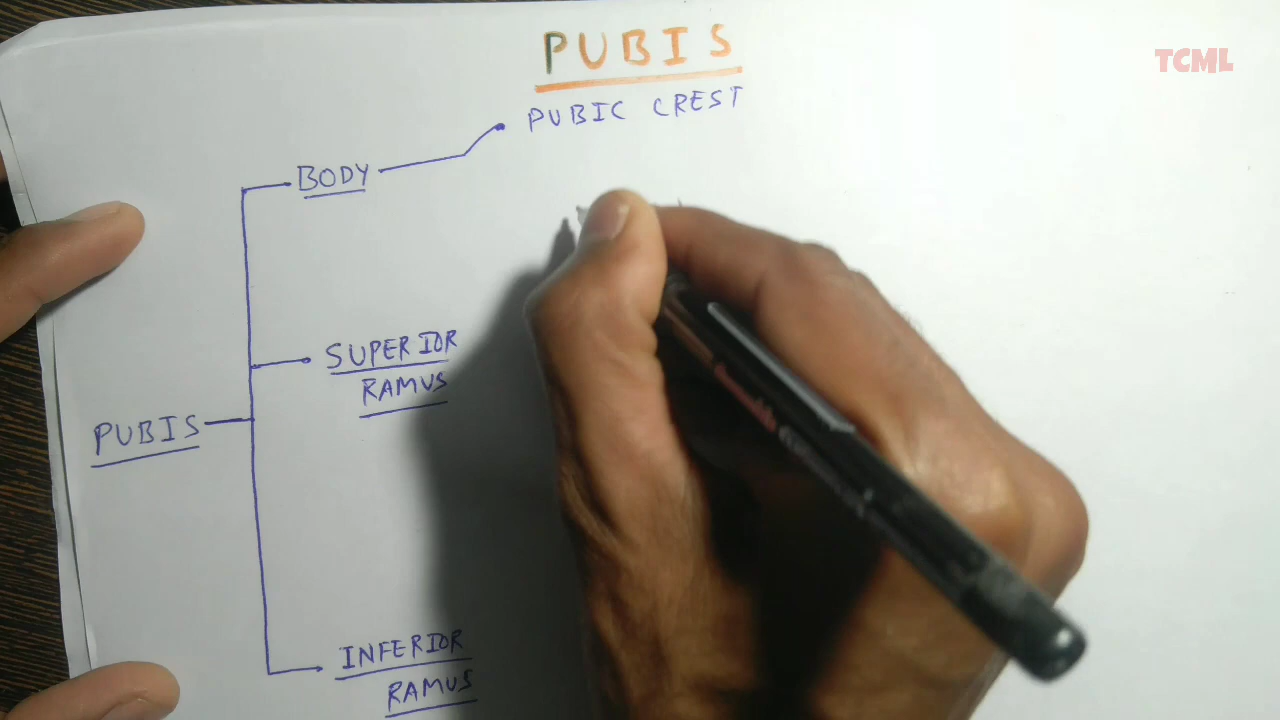 PUBIS
TCML
PUBIC CREST
BODY
SUPERIOR
RAMUS
PUBIS
INFERIOR
RAMUS